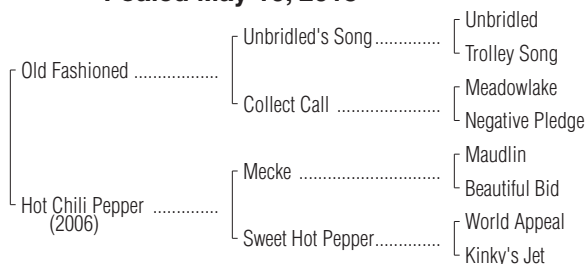 Unbridled
Unbridled's Song..............
Trolley Song
Old Fashioned ..................
Meadowlake
Collect Call ......................
Negative Pledge
Maudlin
Mecke ..............................
Beautiful Bid
Hot Chili Pepper ..............
(2006)
World Appeal
Sweet Hot Pepper..............
Kinky's Jet